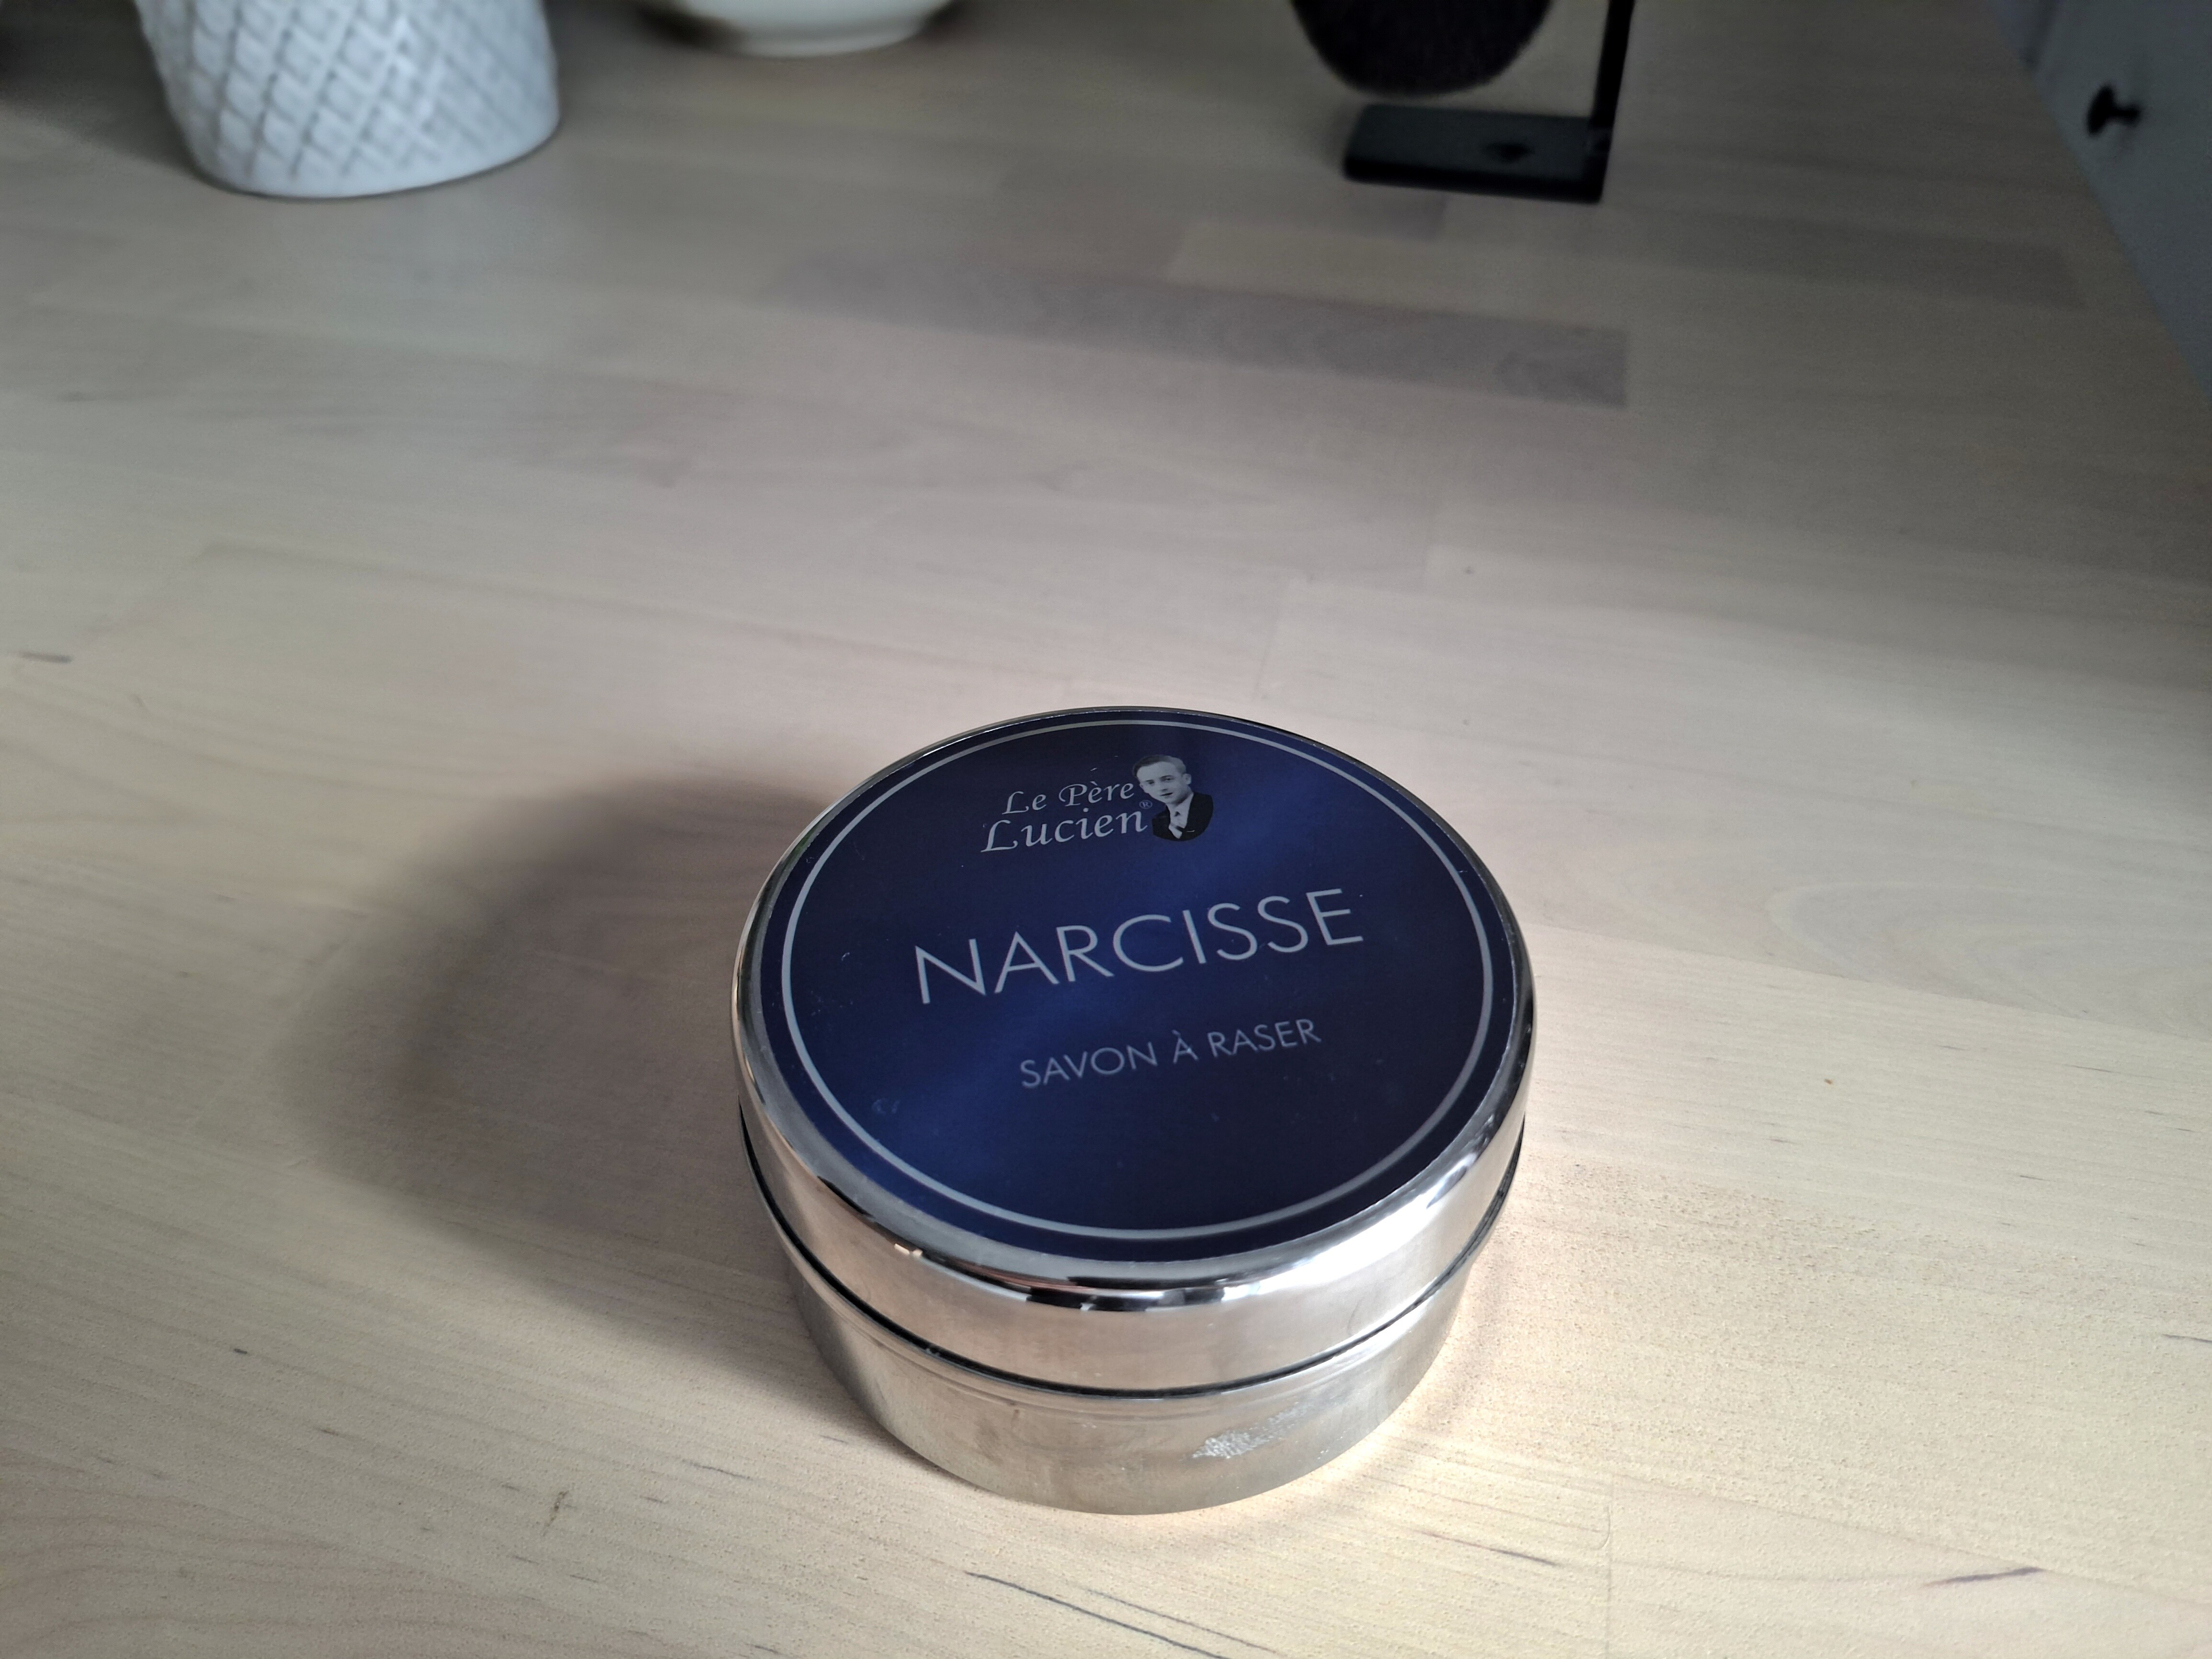 Le Père
Lucien®
NARCISSE
SAVON À RASER